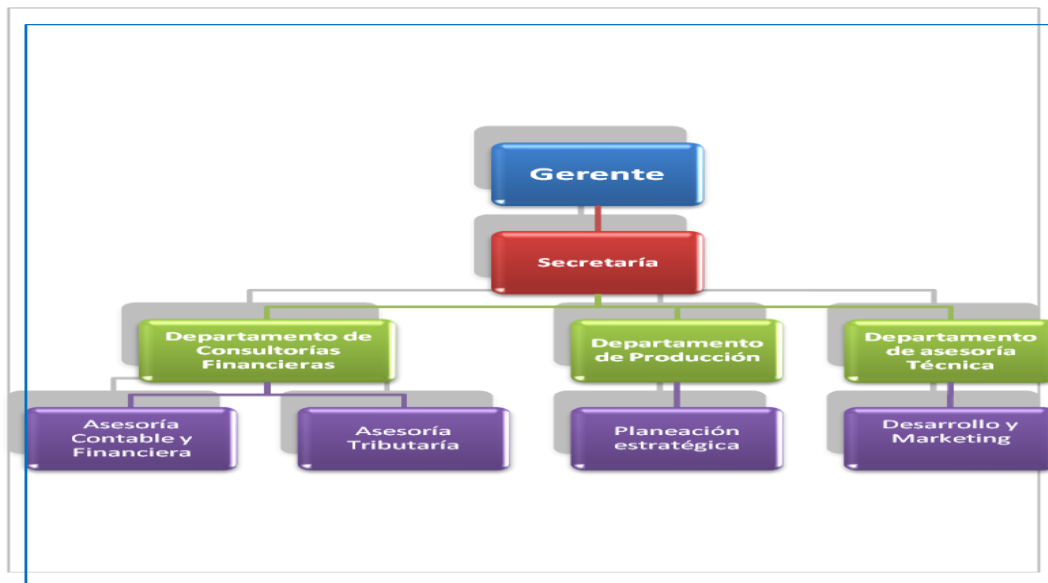 Gerente
Secretaría
Departamento de
Consultorías
Financieras
Departamento
de Producción
Departamento
de asesoría
Técnica
Asesoría
Contable y
Financiera
Asesoría
Tributaría
Planeación
estratégica
Desarrollo y
Marketing